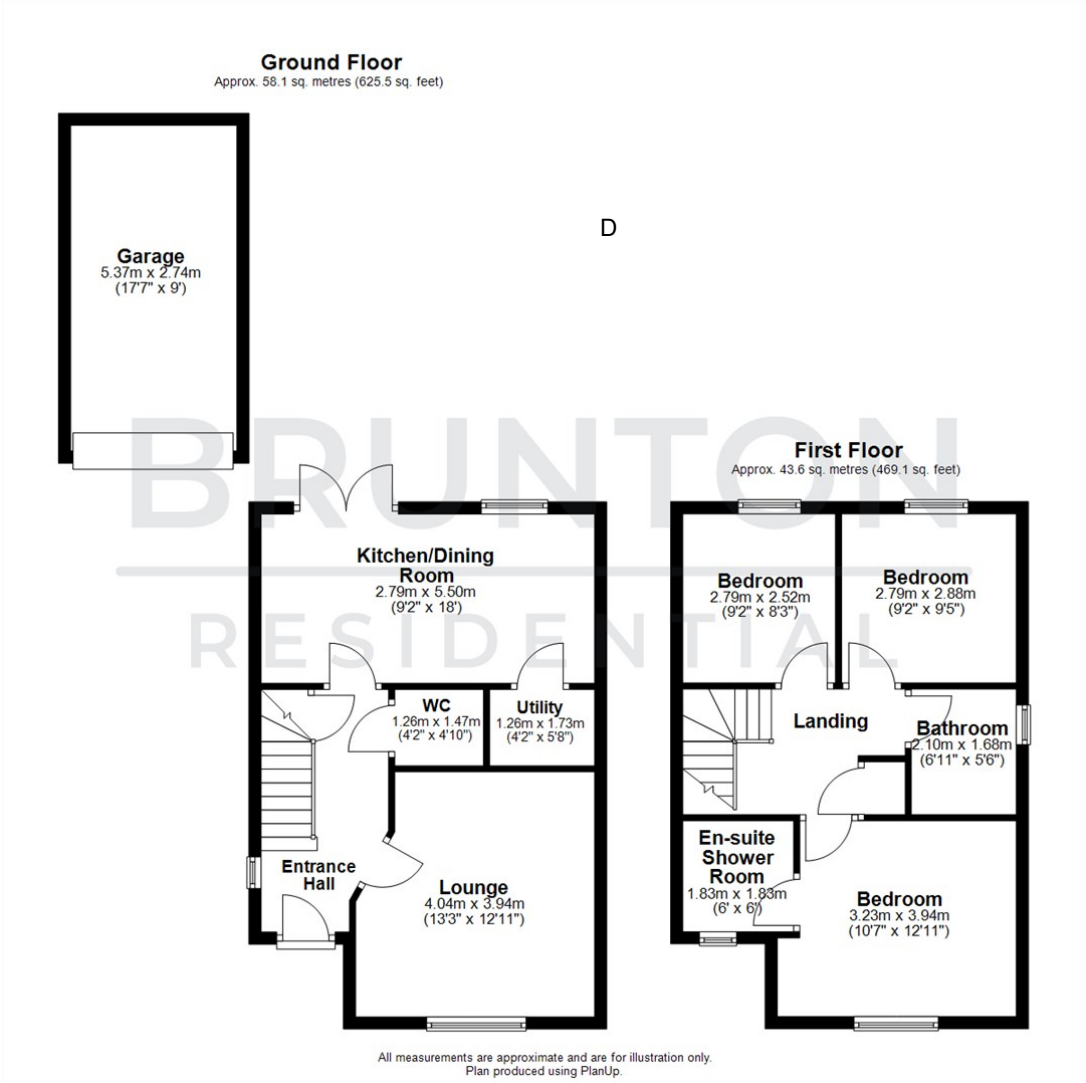 Ground Floor
Approx. 58.1 sq. metres (625.5 sq. feet)
Garage
5.37m x 2.74m
(17'7" x 9')
D
BRUNTON
RESIDENTIAL
Kitchen/Dining
Room
2.79m x 5.50m
(9'2" x 18')
WC
1.26m x 1.47m
(4'2" x 4'10")
Utility
1.26m x 1.73m
(4'2" x 5'8")
Entrance
Hall
Lounge
4.04m x 3.94m
(13'3" x 12'11")
First Floor
Approx. 43.6 sq. metres (469.1 sq. feet)
Bedroom
2.79m x 2.52m
(9'2" x 8'3")
Bedroom
2.79m x 2.88m
(9'2" x 9'5")
Landing
Bathroom
2.10m x 1.68m
(6'11" x 5'6")
En-suite
Shower
Room
1.83m x 1.83m
(6' x 6')
Bedroom
3.23m x 3.94m
(10'7" x 12'11")
All measurements are approximate and are for illustration only.
Plan produced using PlanUp.